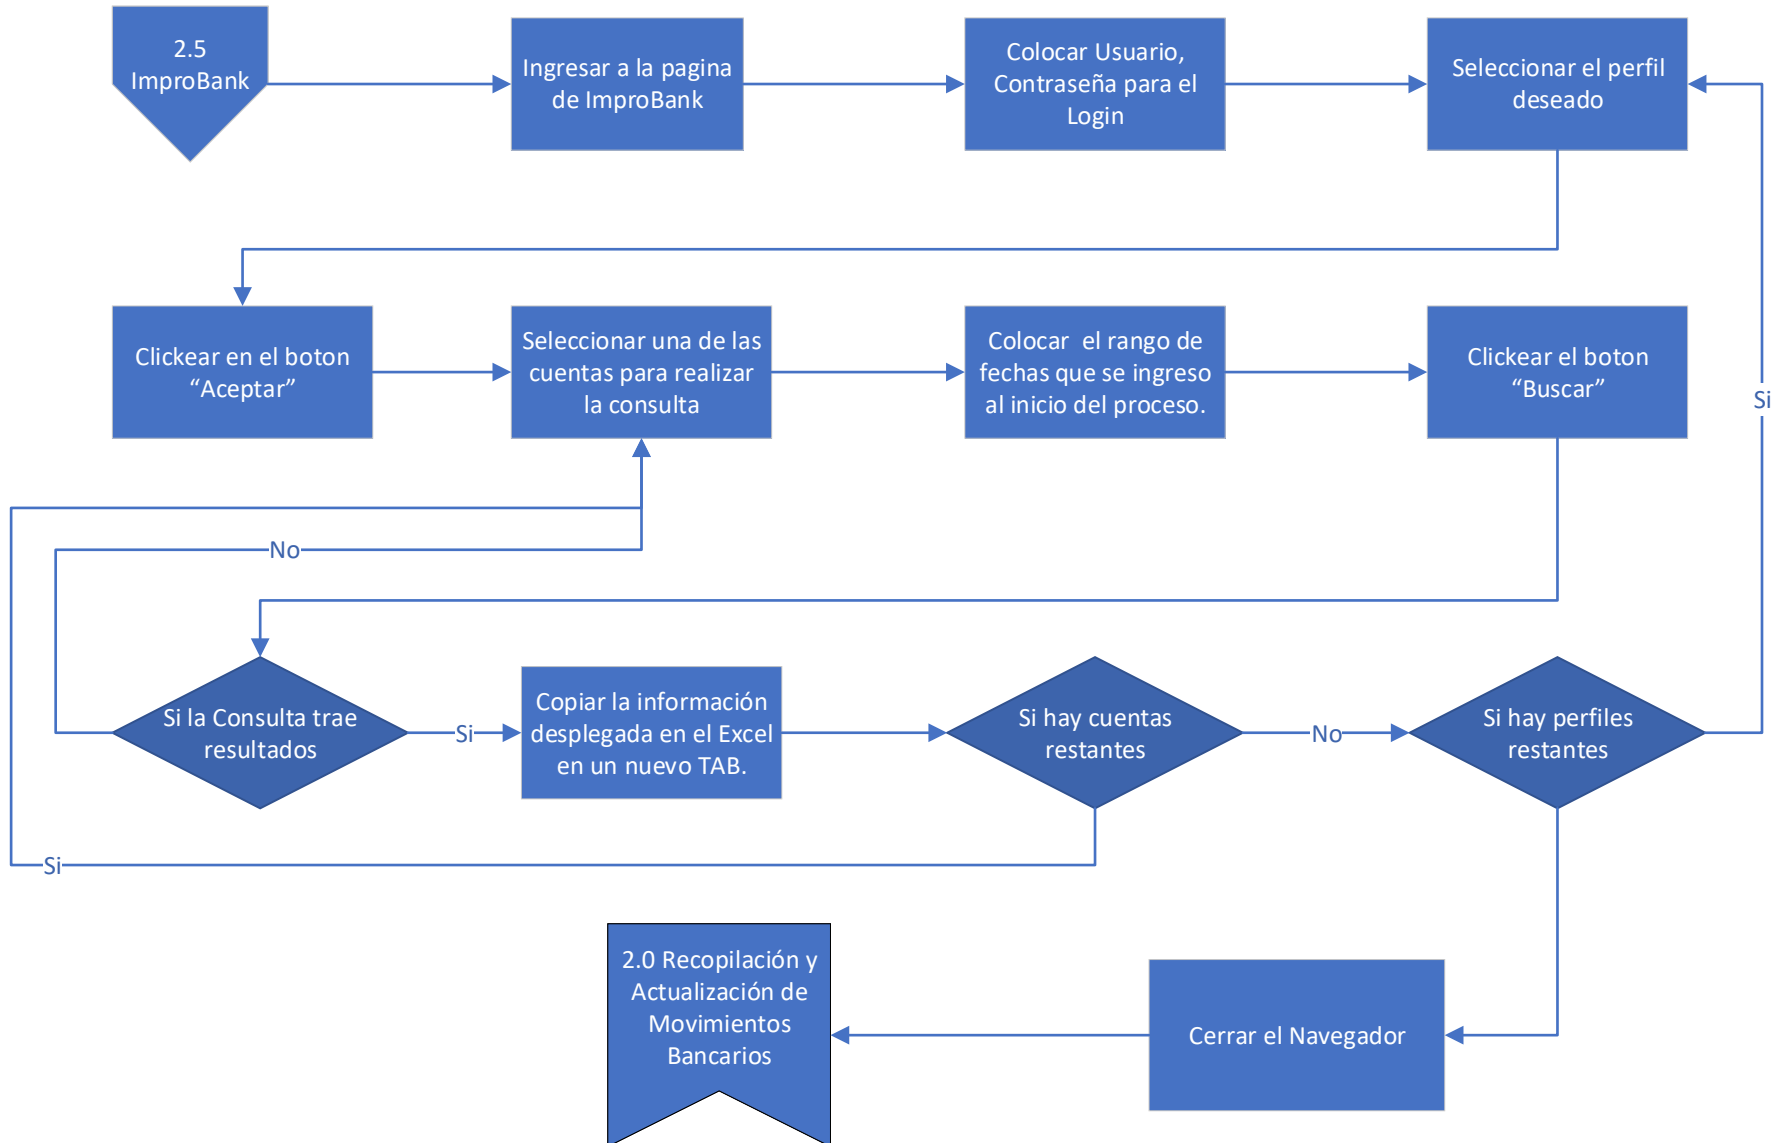 2.5
ImproBank
Ingresar a la pagina
de ImproBank
Colocar Usuario,
Contraseña para el
Login
Seleccionar el perfil
deseado
Clickear en el boton
“Aceptar”
Seleccionar una de las
cuentas para realizar
la consulta
Colocar  el rango de
fechas que se ingreso
al inicio del proceso.
Clickear el boton
“Buscar”
Si
No
Si la Consulta trae
resultados
Si
Copiar la información
desplegada en el Excel
en un nuevo TAB.
Si hay cuentas
restantes
No
Si hay perfiles
restantes
Si
2.0 Recopilación y
Actualización de
Movimientos
Bancarios
Cerrar el Navegador